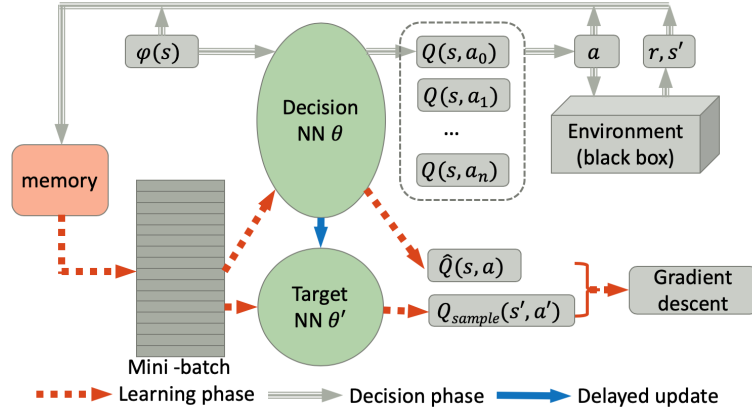 φ(s)
Q(s, a₀)
a
r, s′
Decision
NN θ
Q(s, a₁)
...
Q(s, aₙ)
Environment
(black box)
memory
Q̂(s, a)
Target
NN θ′
Q_sample(s′, a′)
Gradient
descent
Mini -batch
Learning phase
Decision phase
Delayed update